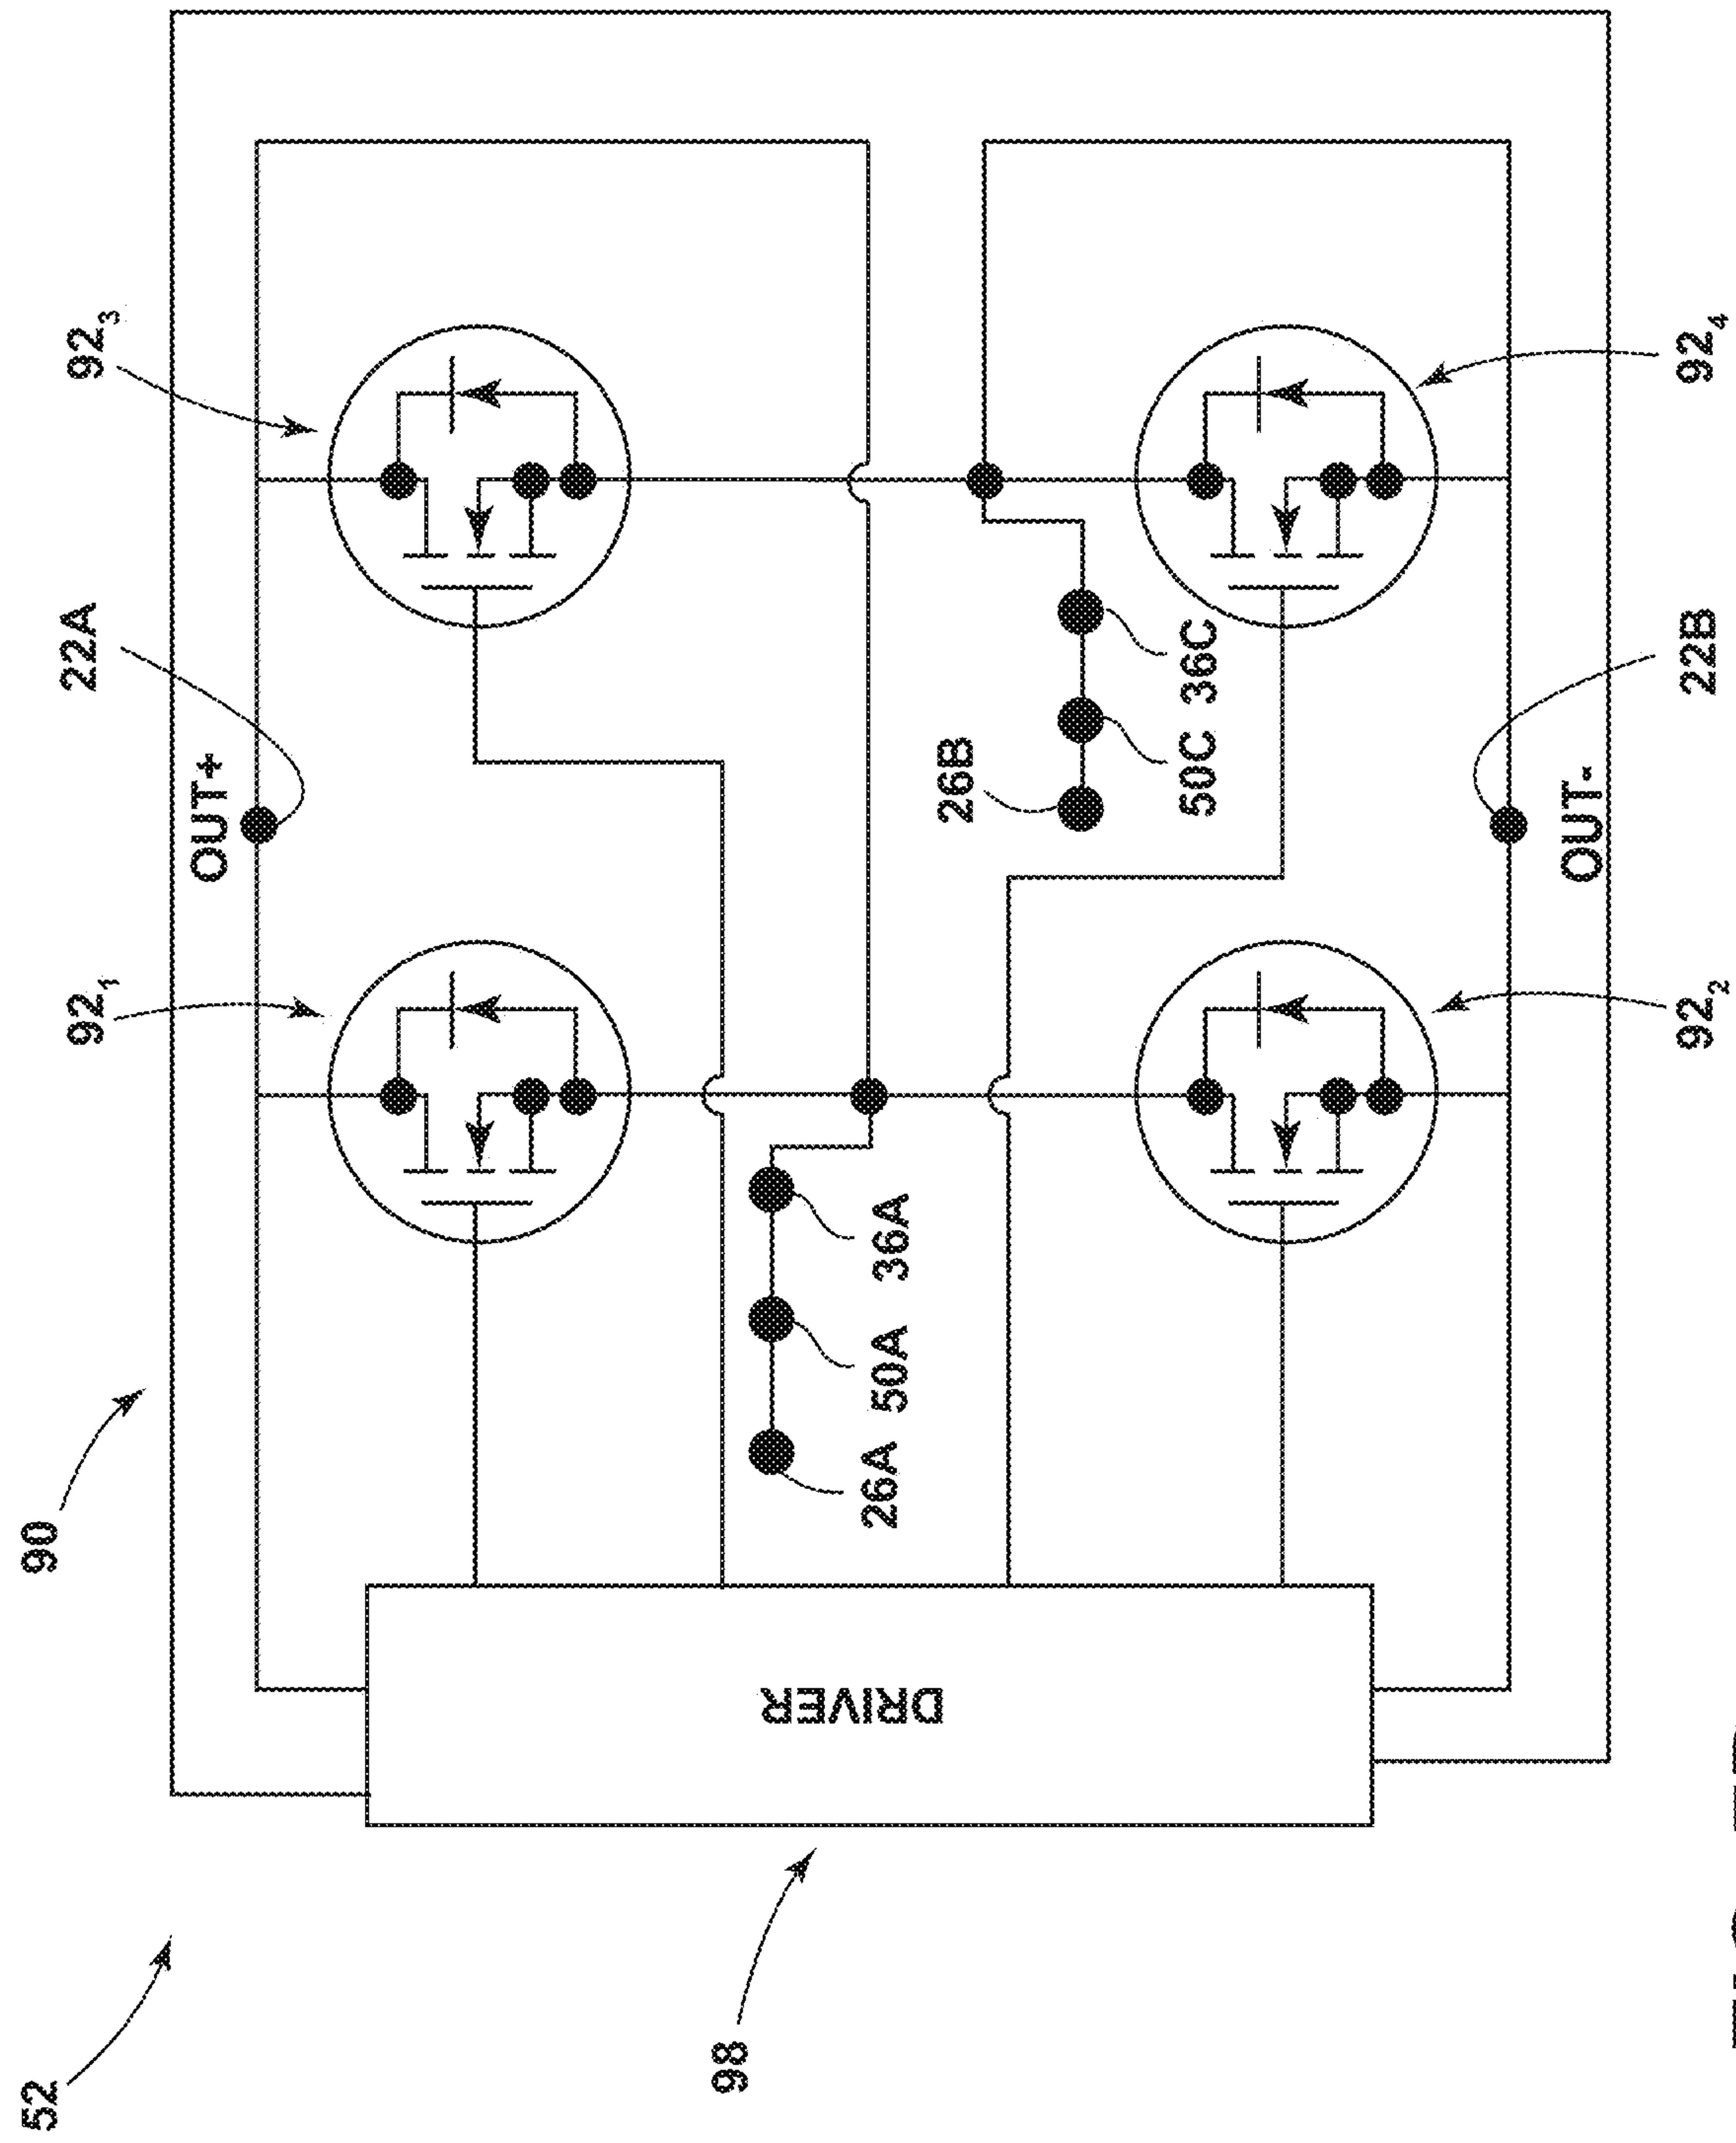 52
90
98
DRIVER
92₁
92₃
22A
OUT+
26A 50A 36A
26B
50C 36C
OUT-
22B
92₂
92₄